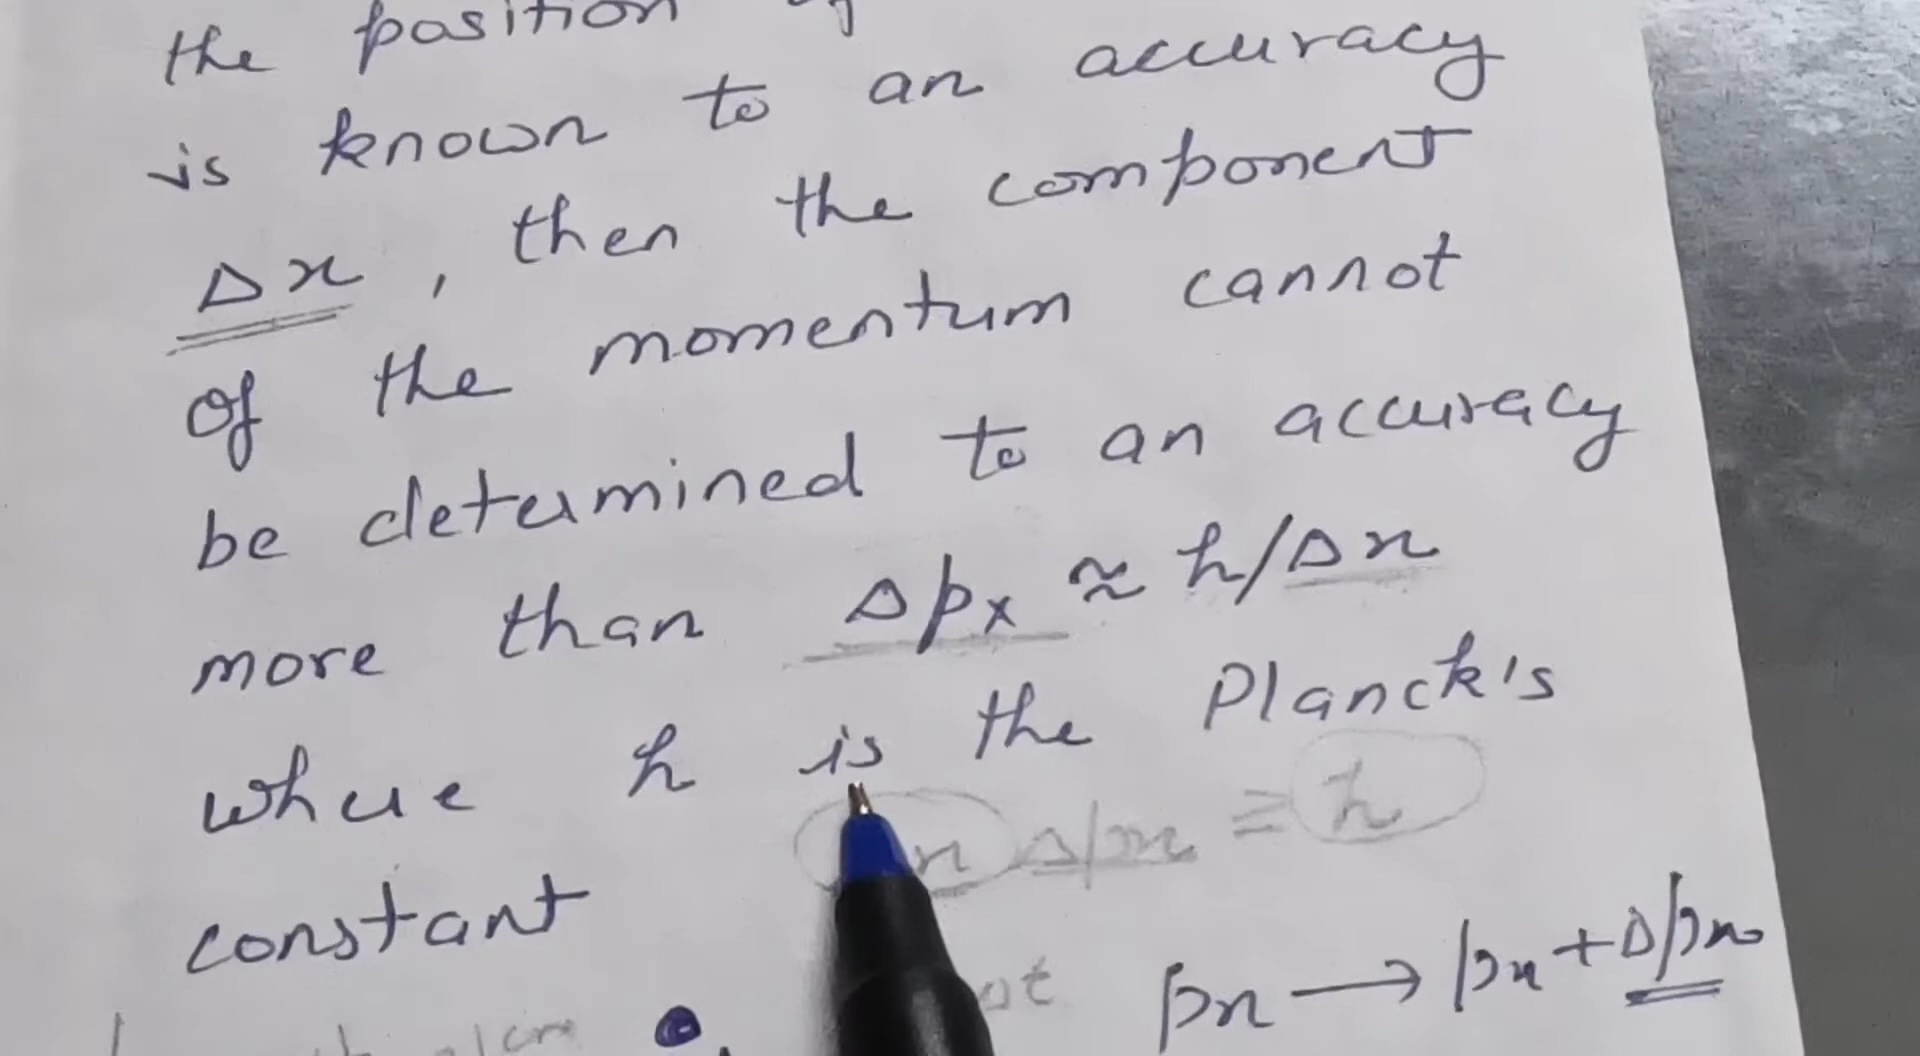 the position
is known to an accuracy
Δx, then the component
of the momentum cannot
be determined to an accuracy
more than Δpx ≈ ħ/Δx
where ħ is the Planck's
Δpx = ħ
constant
px → px + Δpx